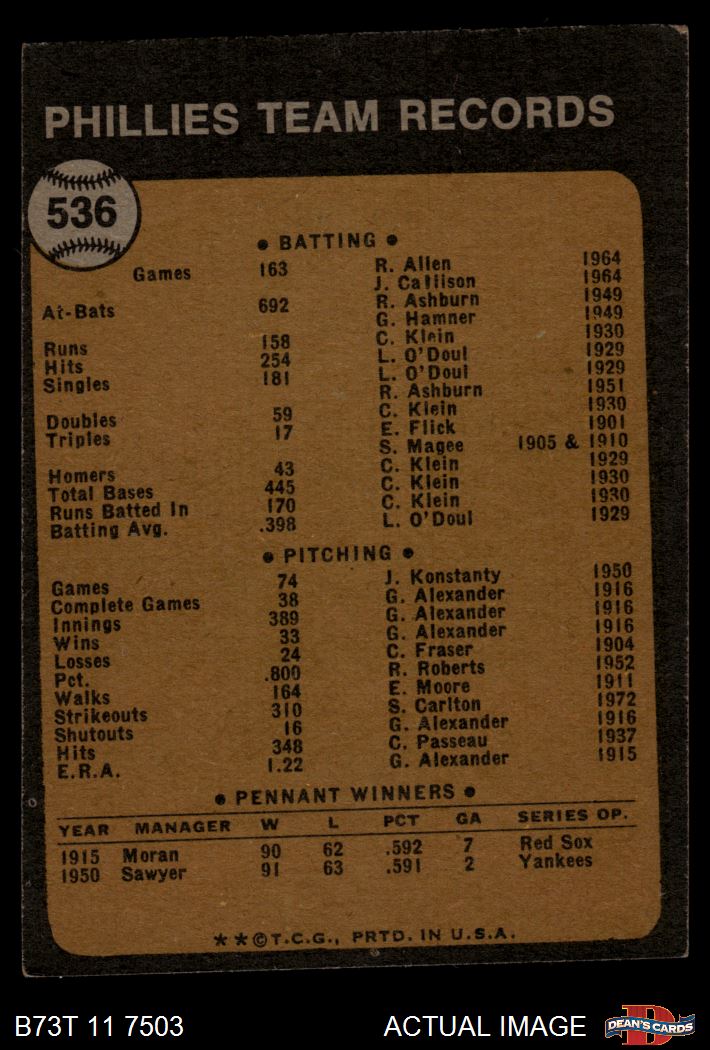 PHILLIES TEAM RECORDS
536
• BATTING •
Games 163 R. Allen 1964
J. Callison 1964
At-Bats 692 R. Ashburn 1949
G. Hamner 1949
Runs 158 C. Klein 1930
Hits 254 L. O'Doul 1929
Singles 181 L. O'Doul 1929
R. Ashburn 1951
Doubles 59 C. Klein 1930
Triples 17 E. Flick 1901
S. Magee 1905 & 1910
Homers 43 C. Klein 1929
Total Bases 445 C. Klein 1930
Runs Batted In 170 C. Klein 1930
Batting Avg. .398 L. O'Doul 1929
• PITCHING •
Games 74 J. Konstanty 1950
Complete Games 38 G. Alexander 1916
Innings 389 G. Alexander 1916
Wins 33 G. Alexander 1916
Losses 24 C. Fraser 1904
Pct. .800 R. Roberts 1952
Walks 164 E. Moore 1911
Strikeouts 310 S. Carlton 1972
Shutouts 16 G. Alexander 1916
Hits 348 C. Passeau 1937
E.R.A. 1.22 G. Alexander 1915
• PENNANT WINNERS •
YEAR MANAGER W L PCT GA SERIES OP.
1915 Moran 90 62 .592 7 Red Sox
1950 Sawyer 91 63 .591 2 Yankees
**©T.C.G., PRTD. IN U.S.A.
B73T 11 7503 ACTUAL IMAGE D DEAN'S CARDS